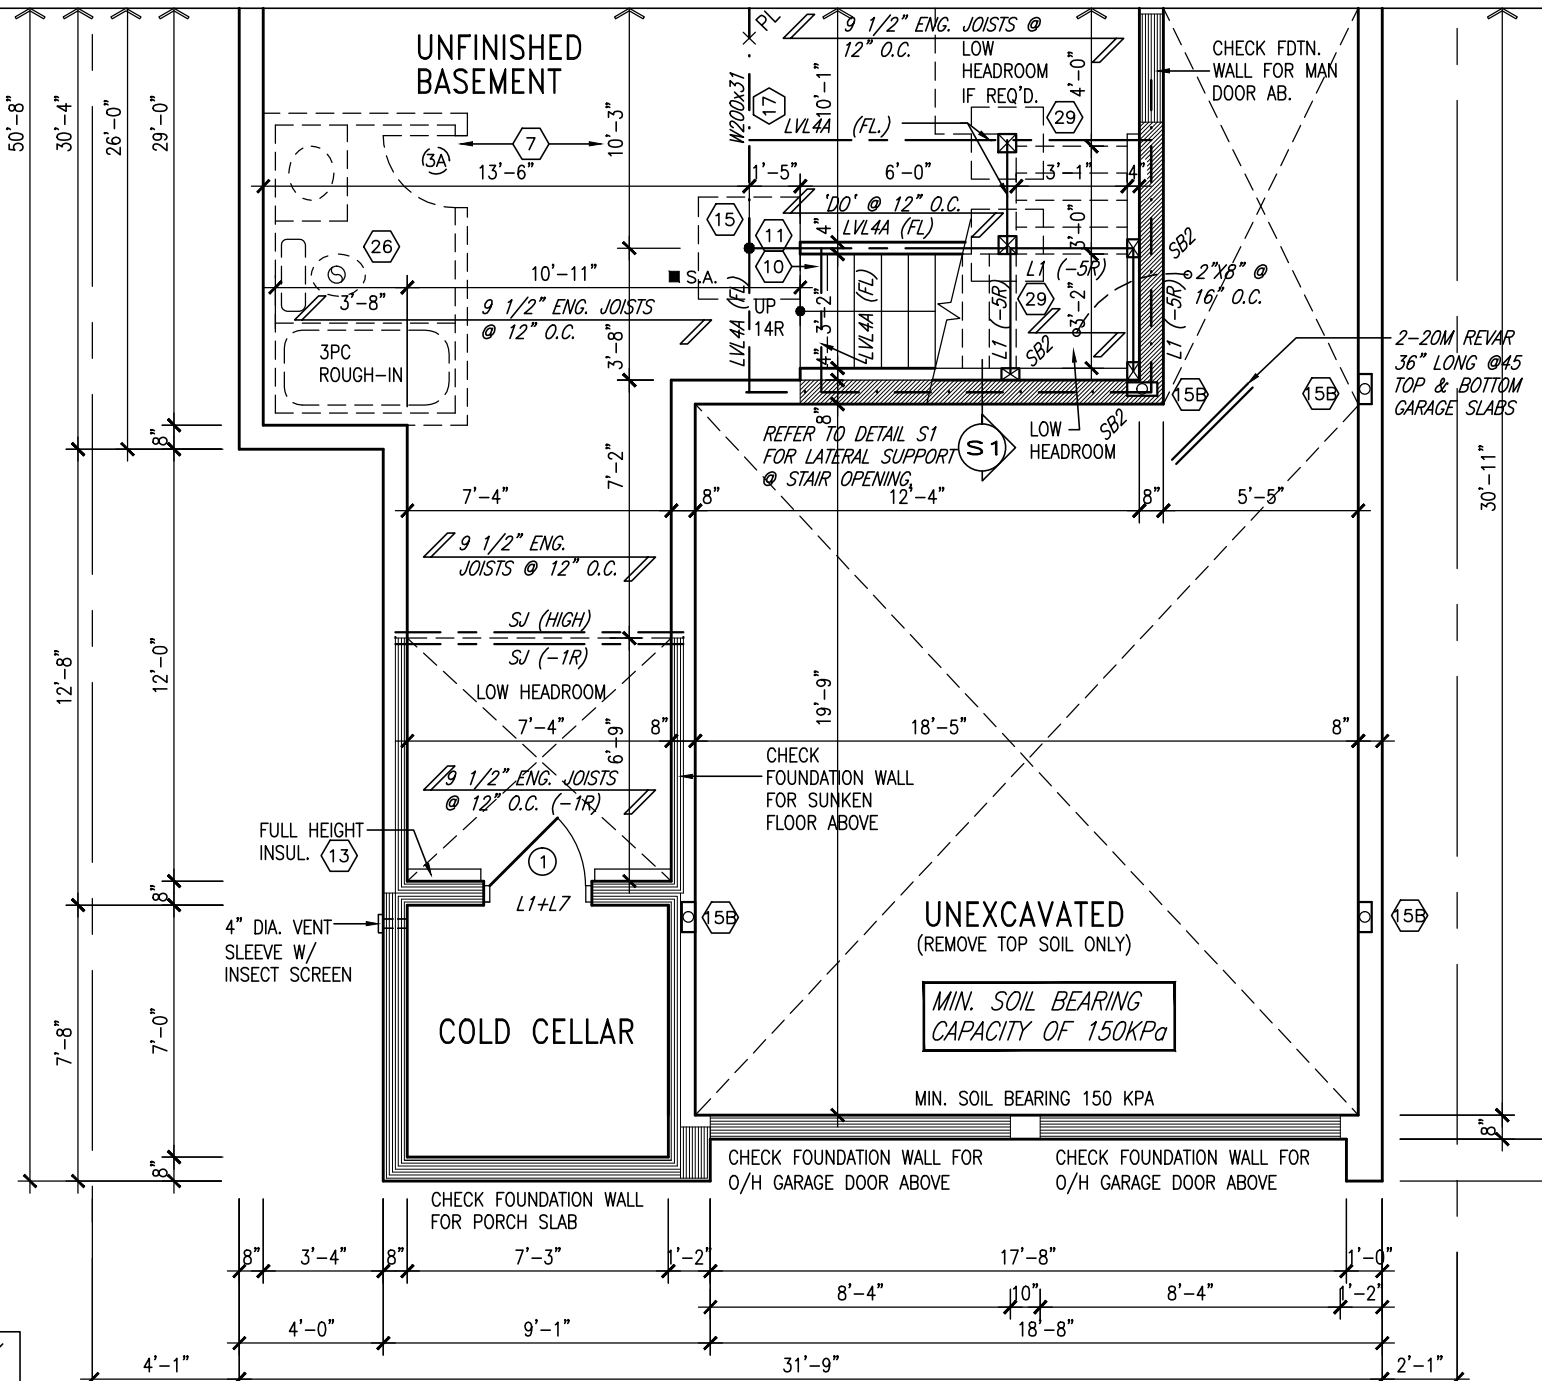 UNFINISHED
BASEMENT
PL
9 1/2" ENG. JOISTS @
12" O.C.
LOW
HEADROOM
IF REQ'D.
CHECK FDTN.
WALL FOR MAN
DOOR AB.
50'-8"
30'-4"
26'-0"
29'-0"
10'-3"
W200x31
17
10'-1"
4'-0"
29
LVL4A (FL.)
3A
7
13'-6"
1'-5"
6'-0"
3'-1"
4"
'DO' @ 12" O.C.
15
11
4"
LVL4A (FL)
3'-0"
SB2
26
10
10'-11"
S.A.
L1 (-5R)
2"X8" @
16" O.C.
3'-8"
9 1/2" ENG. JOISTS
@ 12" O.C.
LVL4A (FL)
UP
14R
3'-2"
LVL4A (FL)
29
L1 (-5R)
3'-2"
L1 (-5R)
SB2
3'-8"
4"
3PC
ROUGH-IN
2-20M REVAR
36" LONG @45
TOP & BOTTOM
GARAGE SLABS
15B
15B
8"
8"
REFER TO DETAIL S1
FOR LATERAL SUPPORT
@ STAIR OPENING
S1
LOW
HEADROOM
SB2
7'-2"
30'-11"
7'-4"
8"
12'-4"
8"
5'-5"
9 1/2" ENG.
JOISTS @ 12" O.C.
SJ (HIGH)
SJ (-1R)
12'-8"
12'-0"
LOW HEADROOM
19'-9"
7'-4"
6'-9"
8"
18'-5"
8"
CHECK
FOUNDATION WALL
FOR SUNKEN
FLOOR ABOVE
9 1/2" ENG. JOISTS
@ 12" O.C. (-1R)
FULL HEIGHT
INSUL.
13
1
8"
L1+L7
4" DIA. VENT
SLEEVE W/
INSECT SCREEN
15B
UNEXCAVATED
(REMOVE TOP SOIL ONLY)
15B
MIN. SOIL BEARING
CAPACITY OF 150KPa
COLD CELLAR
7'-8"
7'-0"
MIN. SOIL BEARING 150 KPA
8"
8"
CHECK FOUNDATION WALL FOR
O/H GARAGE DOOR ABOVE
CHECK FOUNDATION WALL FOR
O/H GARAGE DOOR ABOVE
CHECK FOUNDATION WALL
FOR PORCH SLAB
8"
3'-4"
8"
7'-3"
1'-2"
17'-8"
1'-0"
8'-4"
10"
8'-4"
1'-2"
4'-0"
9'-1"
18'-8"
4'-1"
31'-9"
2'-1"